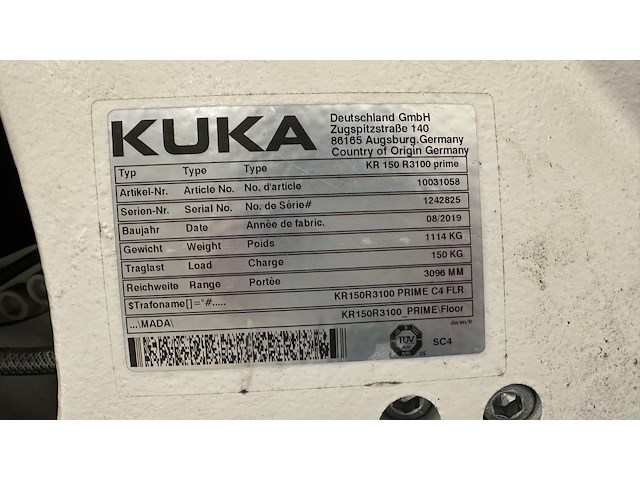 KUKA
Deutschland GmbH
Zugspitzstraße 140
86165 Augsburg.Germany
Country of Origin Germany
Typ Type Type KR 150 R3100 prime
Artikel-Nr. Article No. No. d'article 10031058
Serien-Nr. Serial No. No. de Série# 1242825
Baujahr Date Année de fabric. 08/2019
Gewicht Weight Poids 1114 KG
Traglast Load Charge 150 KG
Reichweite Range Portée 3096 MM
$Trafoname[]="#..... KR150R3100 PRIME C4 FLR
...\MADA\ KR150R3100_PRIME\Floor
de/en/fr
TÜV SC4